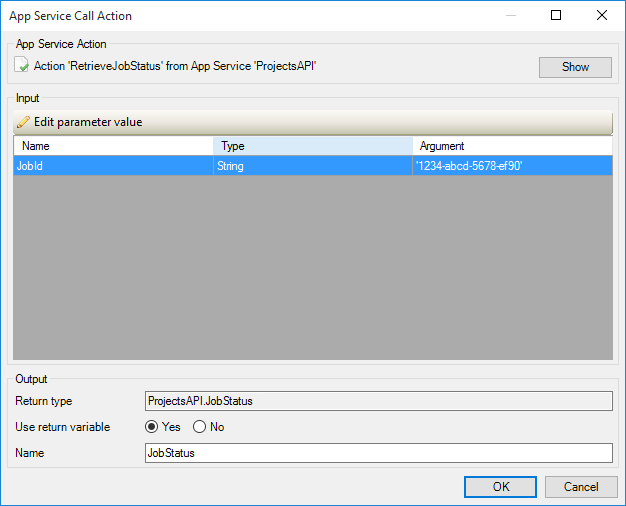 App Service Call Action
App Service Action
Action 'RetrieveJobStatus' from App Service 'ProjectsAPI'
Show
Input
Edit parameter value
Name Type Argument
JobId String '1234-abcd-5678-ef90'
Output
Return type ProjectsAPI.JobStatus
Use return variable Yes No
Name JobStatus
OK Cancel